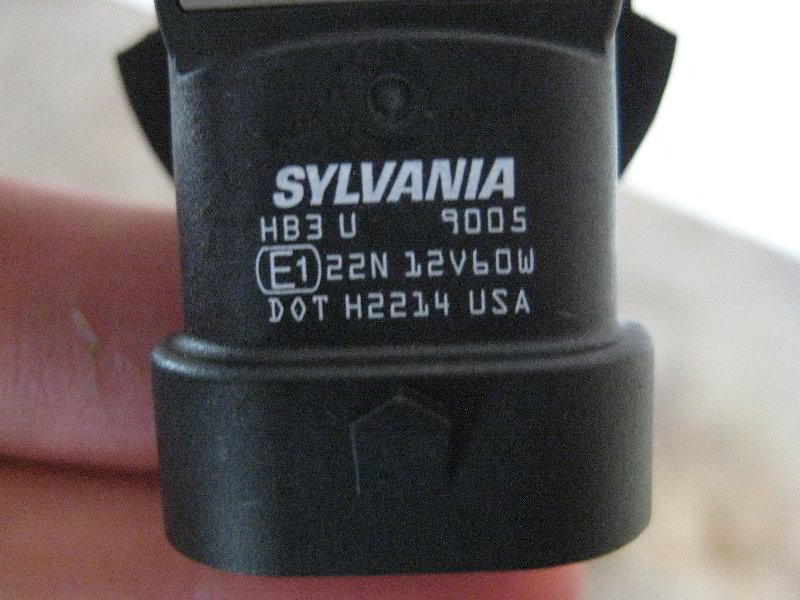 SYLVANIA
HB3 U 9005
E1 22N 12V60W
DOT H2214 USA